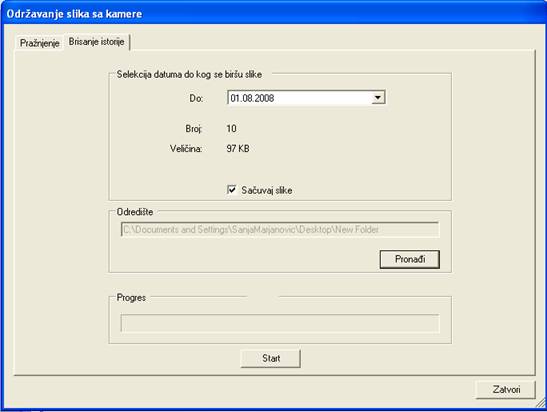 Održavanje slika sa kamere
Pražnjenje Brisanje istorije
Selekcija datuma do kog se biršu slike
Do: 01.08.2008
Broj: 10
Veličina: 97 KB
Sačuvaj slike
Odredište
C:\Documents and Settings\SanjaMarjanovic\Desktop\New Folder
Pronađi
Progres
Start
Zatvori